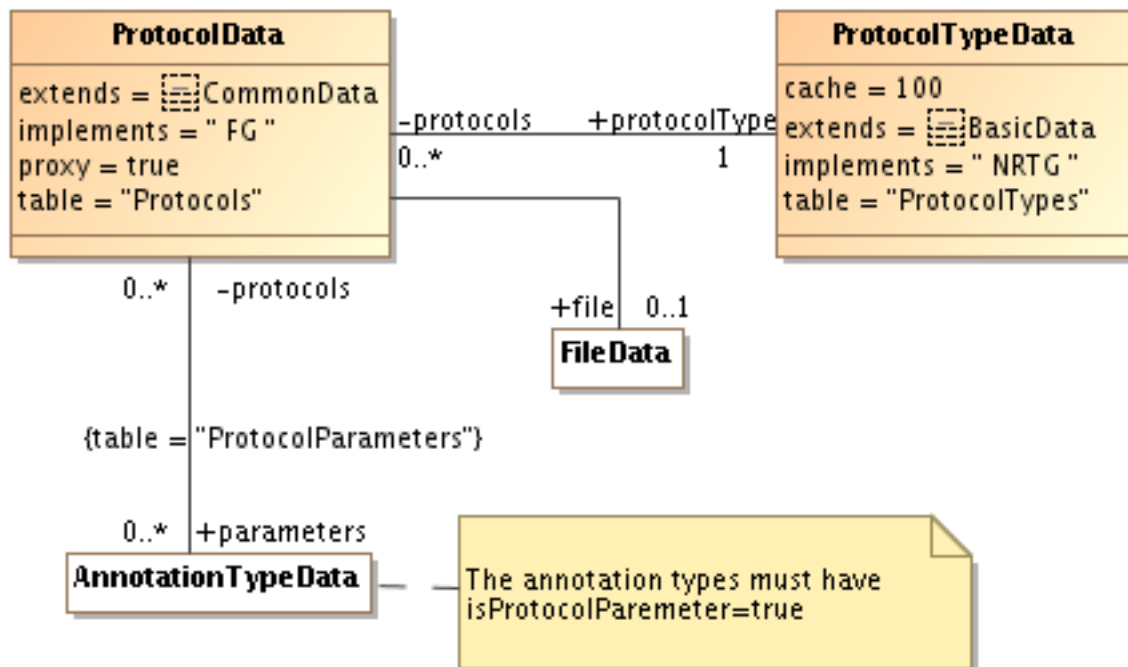 ProtocolData
extends = CommonData
implements = " FG "
proxy = true
table = "Protocols"
-protocols
0..*
+protocolType
1
ProtocolTypeData
cache = 100
extends = BasicData
implements = " NRTG "
table = "ProtocolTypes"
0..* -protocols
+file 0..1
FileData
{table = "ProtocolParameters"}
0..* +parameters
AnnotationTypeData
The annotation types must have
isProtocolParemeter=true